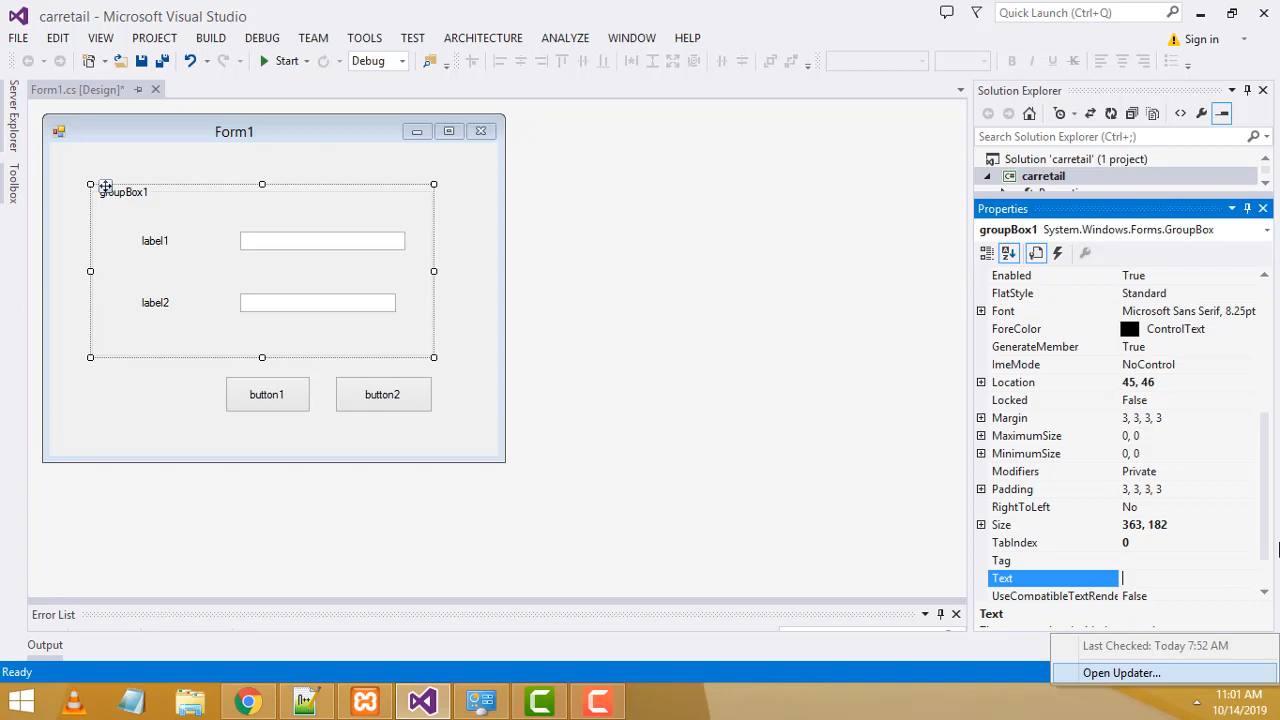 carretail - Microsoft Visual Studio
Quick Launch (Ctrl+Q)
FILE EDIT VIEW PROJECT BUILD DEBUG TEAM TOOLS TEST ARCHITECTURE ANALYZE WINDOW HELP
Sign in
Start Debug
Server Explorer
Toolbox
Form1.cs [Design]*
Form1
groupBox1
label1
label2
button1 button2
Solution Explorer
Search Solution Explorer (Ctrl+;)
Solution 'carretail' (1 project)
C# carretail
Properties
groupBox1 System.Windows.Forms.GroupBox
Enabled True
FlatStyle Standard
Font Microsoft Sans Serif, 8.25pt
ForeColor ControlText
GenerateMember True
ImeMode NoControl
Location 45, 46
Locked False
Margin 3, 3, 3, 3
MaximumSize 0, 0
MinimumSize 0, 0
Modifiers Private
Padding 3, 3, 3, 3
RightToLeft No
Size 363, 182
TabIndex 0
Tag
Text
UseCompatibleTextRende False
Text
Error List
Output
Ready
Last Checked: Today 7:52 AM
Open Updater...
11:01 AM
10/14/2019